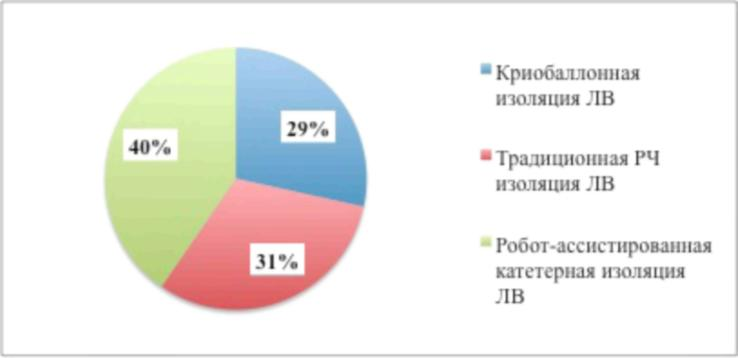 29%
40%
31%
Криобаллонная
изоляция ЛВ
Традиционная РЧ
изоляция ЛВ
Робот-ассистированная
катетерная изоляция
ЛВ